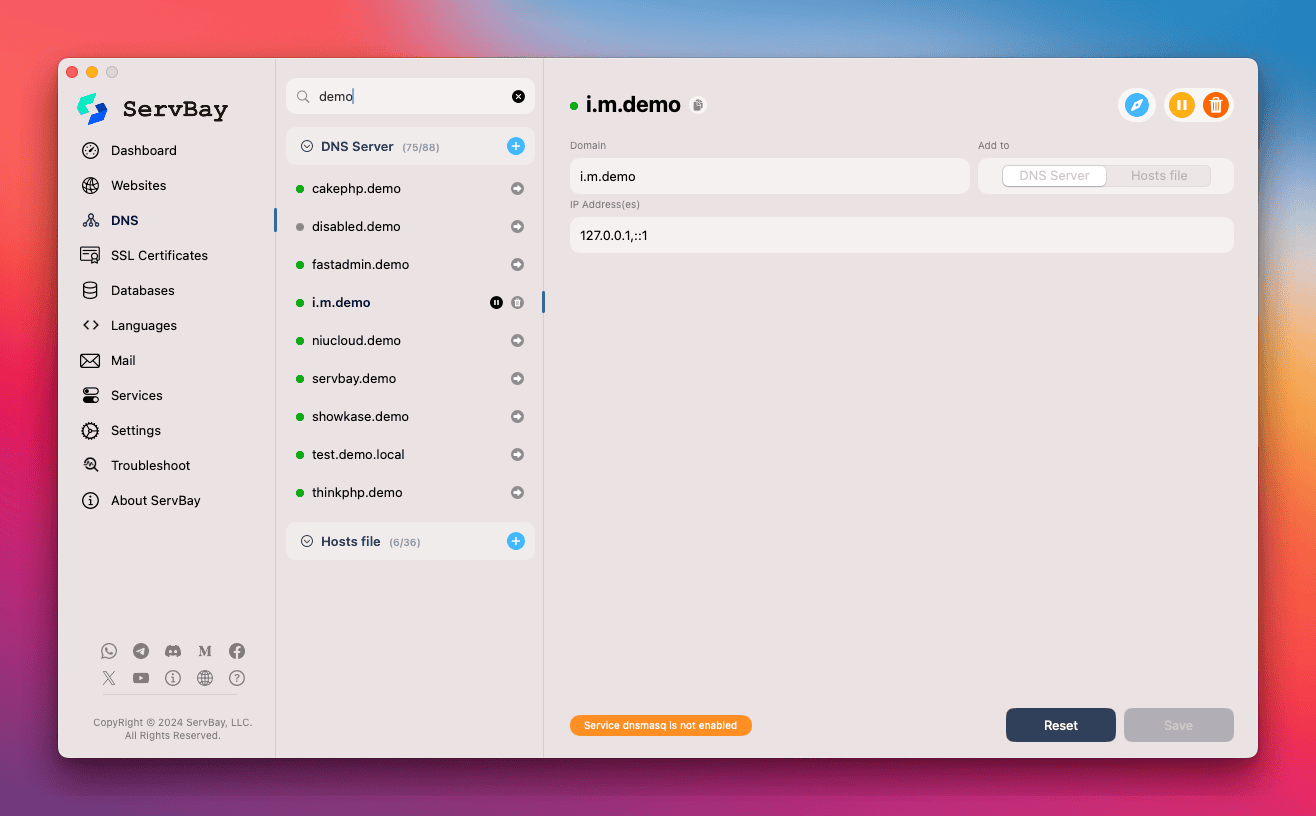 ServBay
Dashboard
Websites
DNS
SSL Certificates
Databases
Languages
Mail
Services
Settings
Troubleshoot
About ServBay
CopyRight © 2024 ServBay, LLC.
All Rights Reserved.
demo
DNS Server (75/88)
cakephp.demo
disabled.demo
fastadmin.demo
i.m.demo
niucloud.demo
servbay.demo
showkase.demo
test.demo.local
thinkphp.demo
Hosts file (6/36)
i.m.demo
Domain
Add to
i.m.demo
DNS Server
Hosts file
IP Address(es)
127.0.0.1,::1
Service dnsmasq is not enabled
Reset
Save